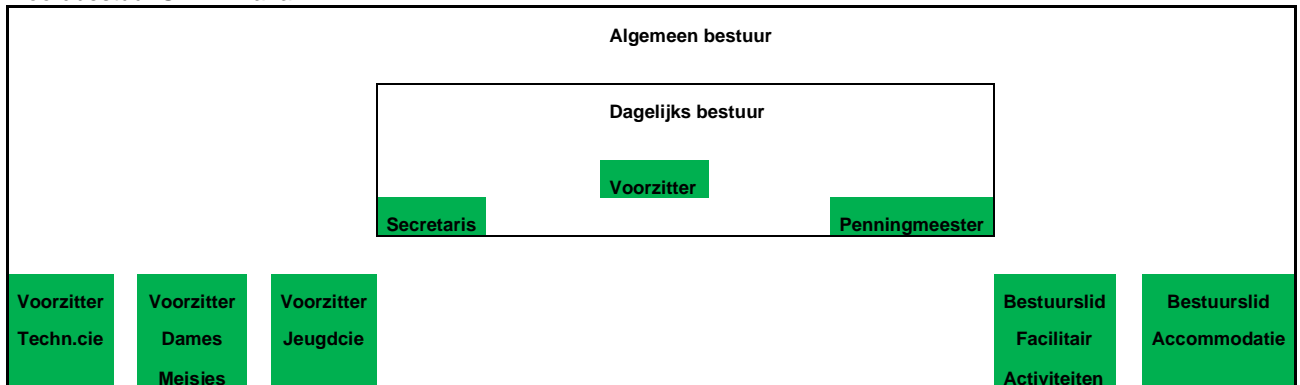 Algemeen bestuur
Dagelijks bestuur
Voorzitter
Secretaris Penningmeester
Voorzitter Voorzitter Voorzitter Bestuurslid Bestuurslid
Techn.cie Dames Jeugdcie Facilitair Accommodatie
Meisjes Activiteiten